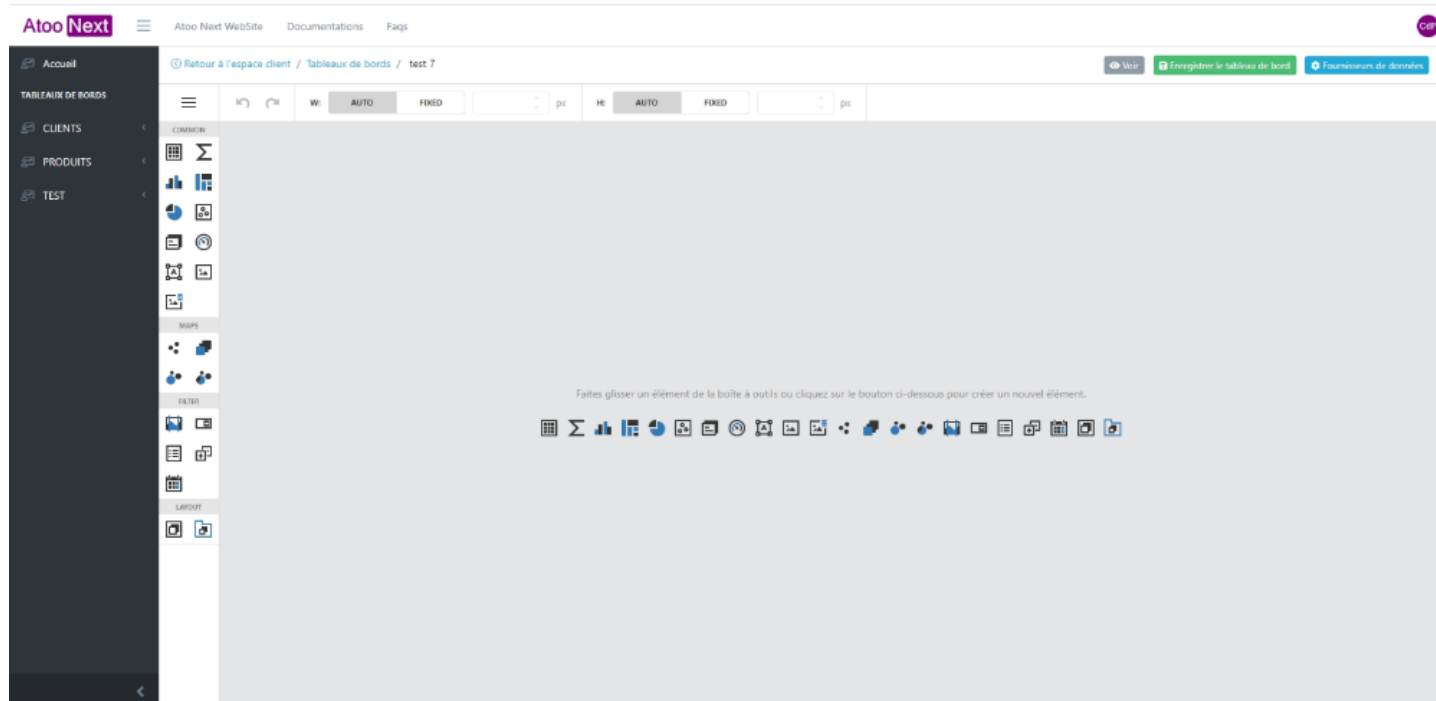 Atoo Next
Atoo Next WebSite Documentations Faqs
Accueil
Retour à l'espace client / Tableaux de bords / test 7
Voir
Enregistrer le tableau de bord
Fournisseurs de données
TABLEAUX DE BORDS
W: AUTO FIXED px H: AUTO FIXED px
CLIENTS
PRODUITS
TEST
COMMON
MAPS
FILTER
LAYOUT
Faites glisser un élément de la boîte à outils ou cliquez sur le bouton ci-dessous pour créer un nouvel élément.